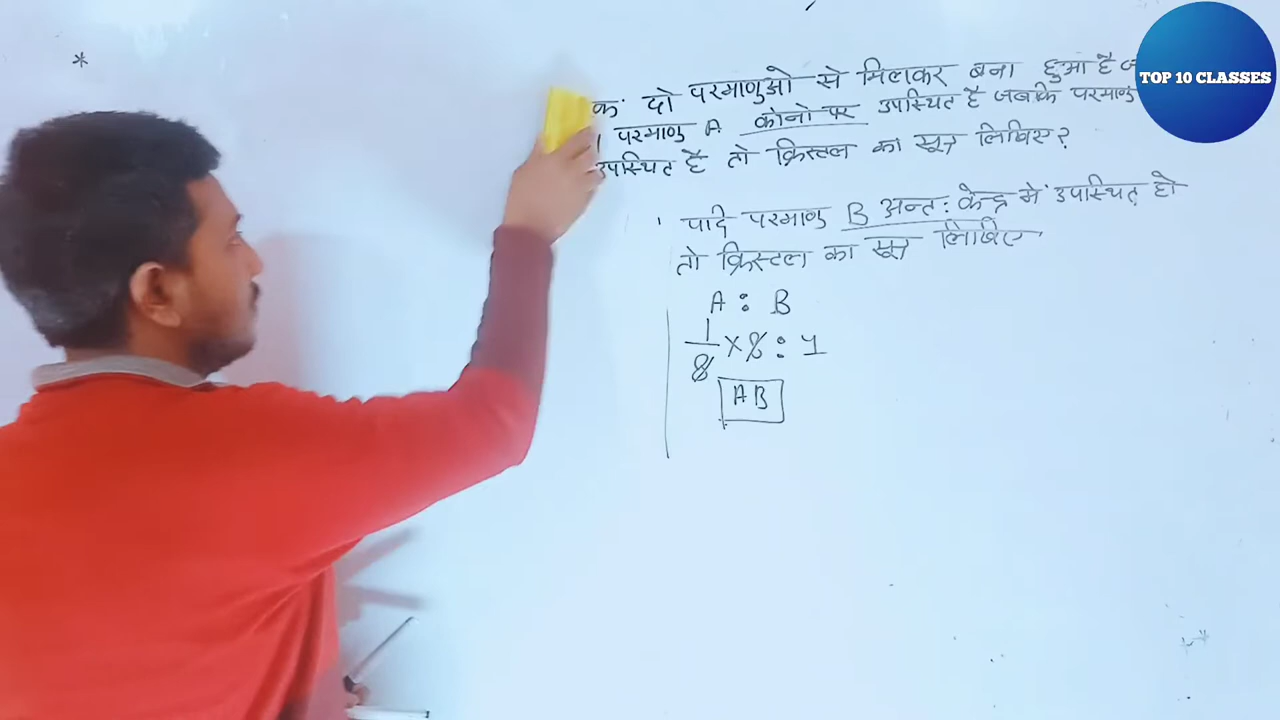 *
TOP 10 CLASSES
क दो परमाणुओ से मिलकर बना हुआ है
परमाणु A कोनो पर उपस्थित है जबकि परमाणु
उपस्थित है तो क्रिस्टल का सूत्र लिखिए ?
यदि परमाणु B अन्त: केन्द्र में उपस्थित हो
तो क्रिस्टल का सूत्र लिखिए
A : B
1/8 × 8 : 1
AB